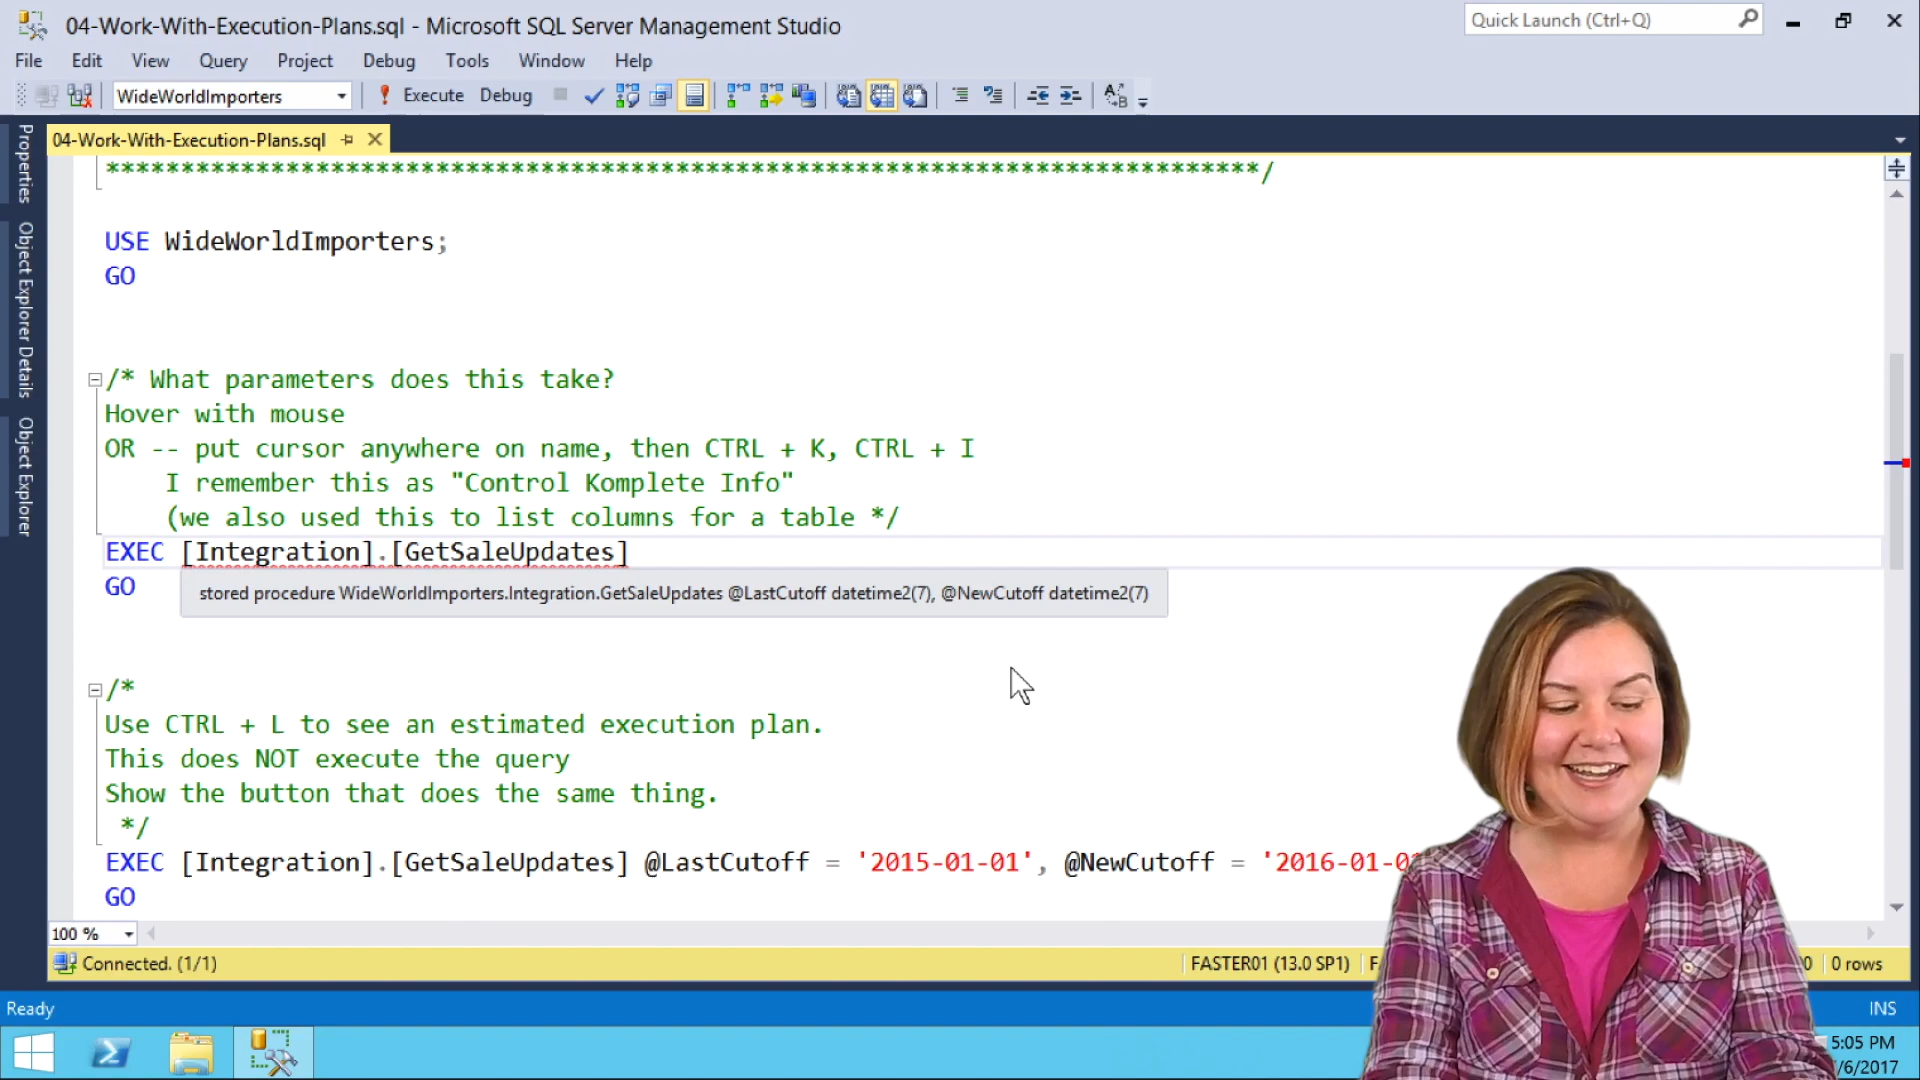 04-Work-With-Execution-Plans.sql - Microsoft SQL Server Management Studio
Quick Launch (Ctrl+Q)
File Edit View Query Project Debug Tools Window Help
WideWorldImporters
Execute Debug
04-Work-With-Execution-Plans.sql
Properties
Object Explorer Details
Object Explorer
*****************************************************************************/
USE WideWorldImporters;
GO
/* What parameters does this take?
Hover with mouse
OR -- put cursor anywhere on name, then CTRL + K, CTRL + I
I remember this as "Control Komplete Info"
(we also used this to list columns for a table */
EXEC [Integration].[GetSaleUpdates]
GO
stored procedure WideWorldImporters.Integration.GetSaleUpdates @LastCutoff datetime2(7), @NewCutoff datetime2(7)
/*
Use CTRL + L to see an estimated execution plan.
This does NOT execute the query
Show the button that does the same thing.
*/
EXEC [Integration].[GetSaleUpdates] @LastCutoff = '2015-01-01', @NewCutoff = '2016-01-0
GO
100 %
Connected. (1/1)
FASTER01 (13.0 SP1)
0 rows
Ready
INS
5:05 PM
/6/2017